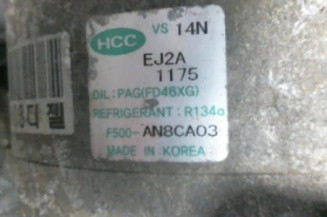 HCC VS 14N
EJ2A
1175
OIL : PAG(FD46XG)
REFRIGERANT : R134a
F500-AN8CA03
MADE IN KOREA